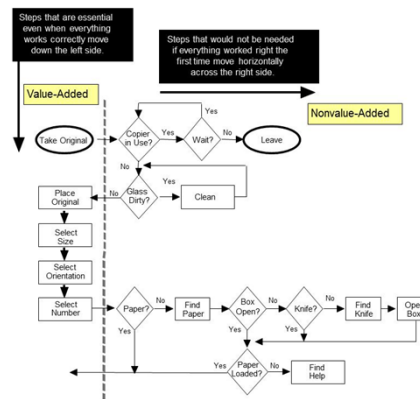 Steps that are essential
even when everything
works correctly move
down the left side.
Steps that would not be needed
if everything worked right the
first time move horizontally
across the right side.
Value-Added
Nonvalue-Added
Yes
Take Original
Copier
in Use?
Yes
Wait?
No
Leave
No
Glass
Dirty?
Yes
Clean
No
Place
Original
Select
Size
Select
Orientation
Select
Number
Paper?
No
Find
Paper
Box
Open?
No
Knife?
No
Find
Knife
Box
Yes
Yes
Yes
Yes
Paper
Loaded?
No
Find
Help